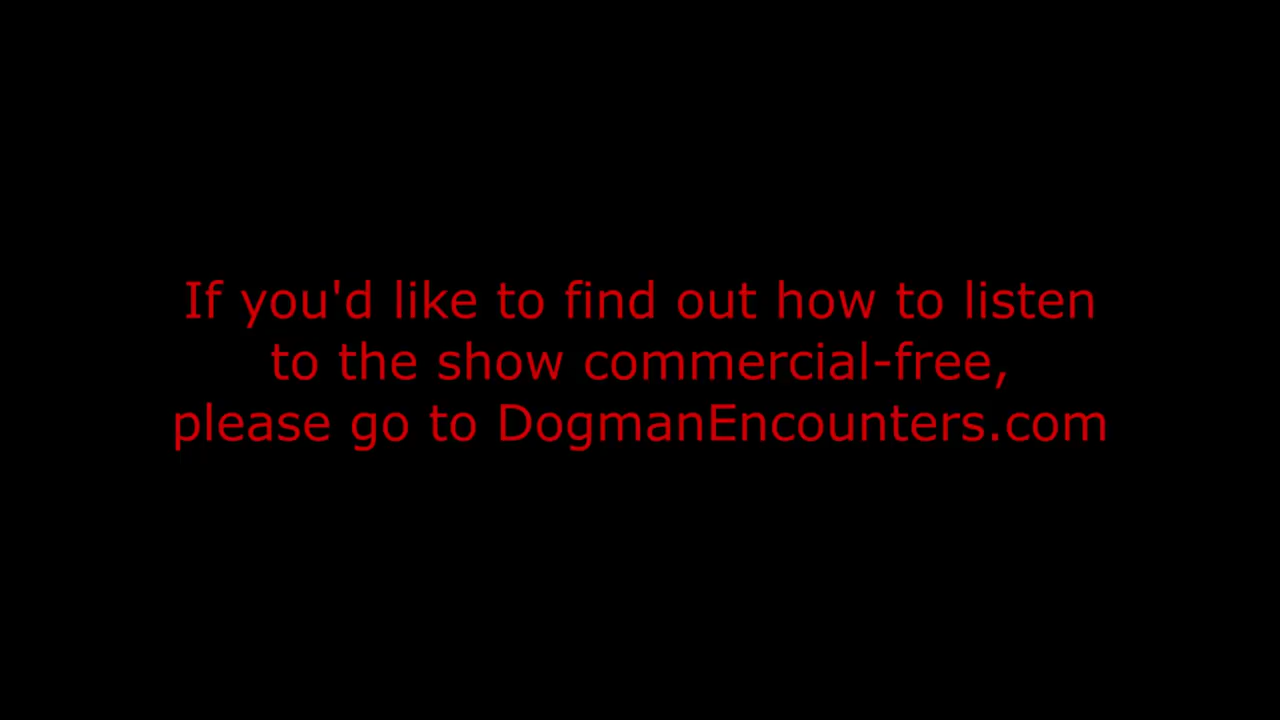 If you'd like to find out how to listen
to the show commercial-free,
please go to DogmanEncounters.com